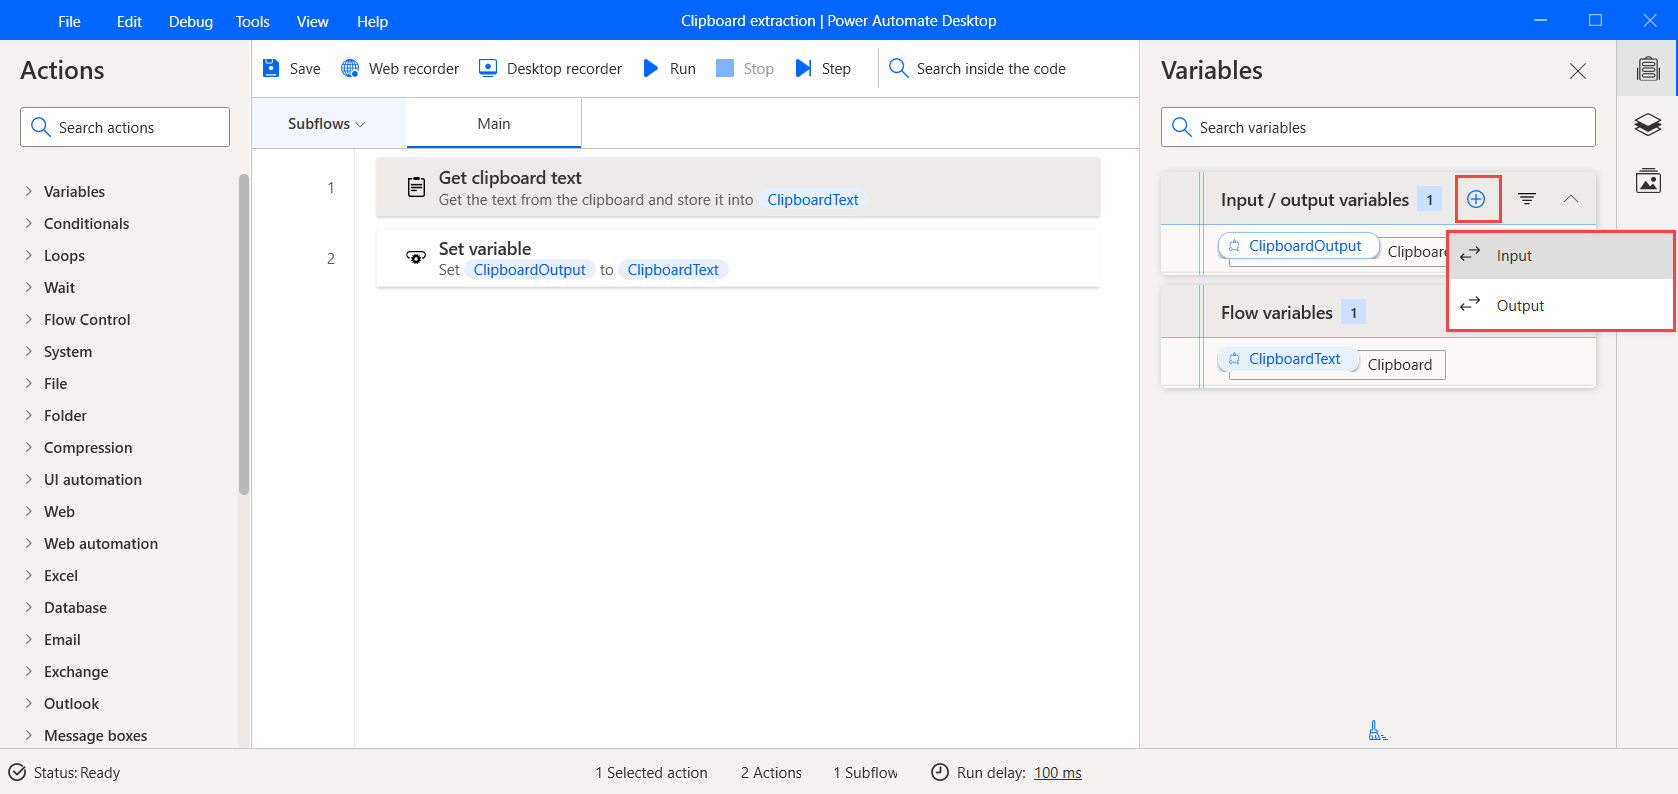 File Edit Debug Tools View Help
Clipboard extraction | Power Automate Desktop
Actions
Search actions
Variables
Conditionals
Loops
Wait
Flow Control
System
File
Folder
Compression
UI automation
Web
Web automation
Excel
Database
Email
Exchange
Outlook
Message boxes
Save Web recorder Desktop recorder Run Stop Step Search inside the code
Subflows Main
1 Get clipboard text
Get the text from the clipboard and store it into ClipboardText
2 Set variable
Set ClipboardOutput to ClipboardText
Variables
Search variables
Input / output variables 1
ClipboardOutput Clipboard
Input
Output
Flow variables 1
ClipboardText Clipboard
Status: Ready 1 Selected action 2 Actions 1 Subflow Run delay: 100 ms